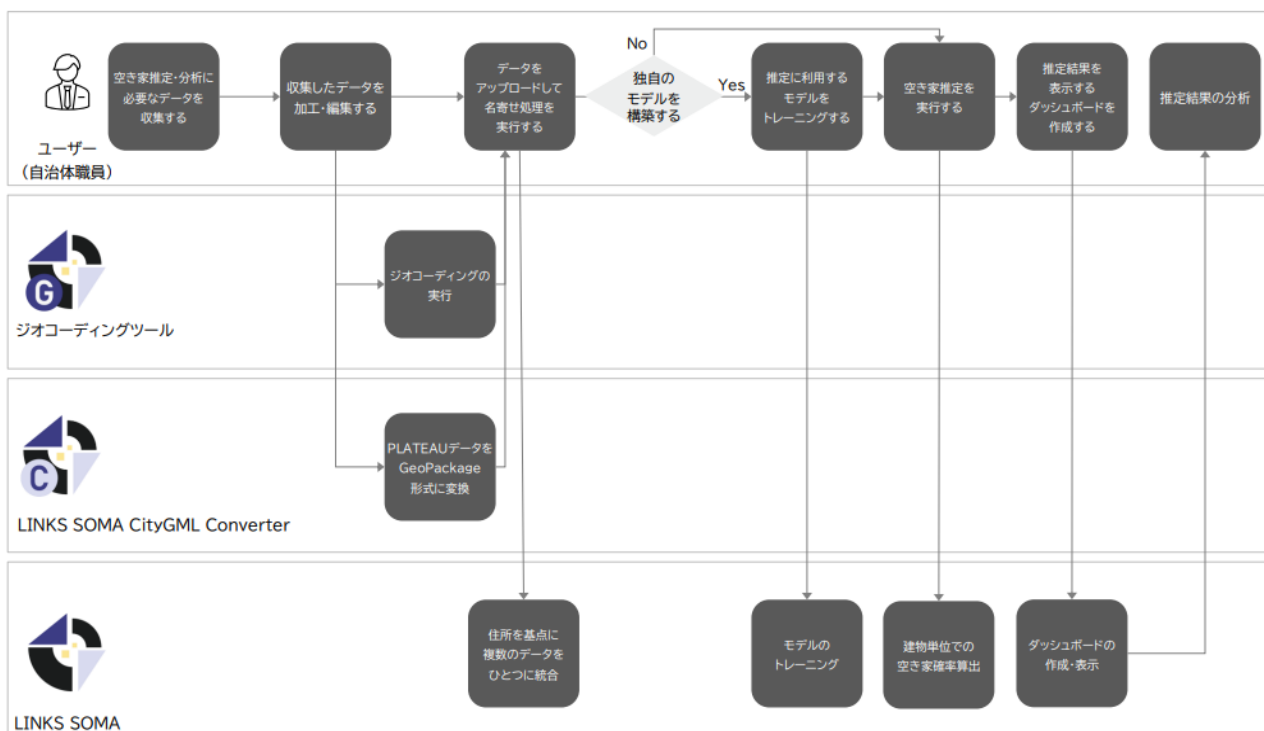 ユーザー
（自治体職員）
空き家推定・分析に
必要なデータを
収集する
収集したデータを
加工・編集する
データを
アップロードして
名寄せ処理を
実行する
No
独自の
モデルを
構築する
Yes
推定に利用する
モデルを
トレーニングする
空き家推定を
実行する
推定結果を
表示する
ダッシュボードを
作成する
推定結果の分析
G
ジオコーディングツール
ジオコーディングの
実行
C
LINKS SOMA CityGML Converter
PLATEAUデータを
GeoPackage
形式に変換
LINKS SOMA
住所を基点に
複数のデータを
ひとつに統合
モデルの
トレーニング
建物単位での
空き家確率算出
ダッシュボードの
作成・表示